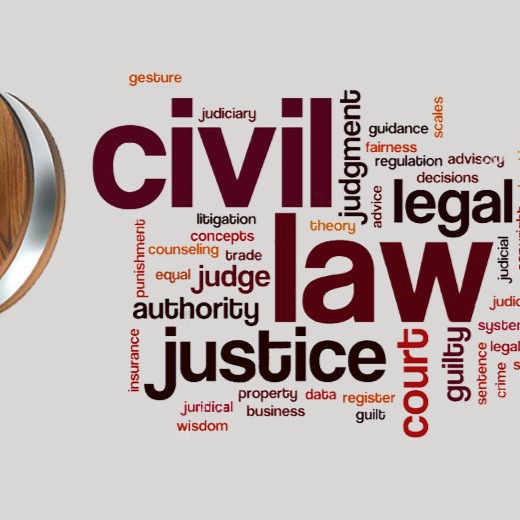 gesture
judiciary
civil
judgment
guidance
scales
fairness
regulation
advisory
decisions
advice
legal
litigation
concepts
theory
punishment
counseling
trade
equal
judge
law
judicial
authority
insurance
justice
court
guilty
system
sentence
legal
crime
property
data
register
juridical
business
guilt
wisdom